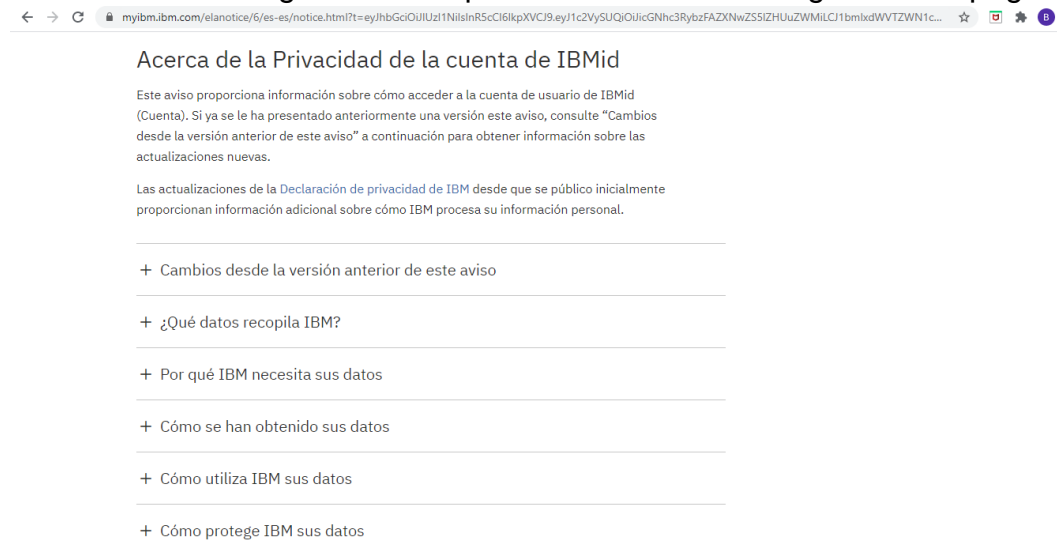 myibm.ibm.com/elanotice/6/es-es/notice.html?t=
B
Acerca de la Privacidad de la cuenta de IBMid
Este aviso proporciona información sobre cómo acceder a la cuenta de usuario de IBMid
(Cuenta). Si ya se le ha presentado anteriormente una versión este aviso, consulte “Cambios
desde la versión anterior de este aviso” a continuación para obtener información sobre las
actualizaciones nuevas.
Las actualizaciones de la Declaración de privacidad de IBM desde que se público inicialmente
proporcionan información adicional sobre cómo IBM procesa su información personal.
+ Cambios desde la versión anterior de este aviso
+ ¿Qué datos recopila IBM?
+ Por qué IBM necesita sus datos
+ Cómo se han obtenido sus datos
+ Cómo utiliza IBM sus datos
+ Cómo protege IBM sus datos